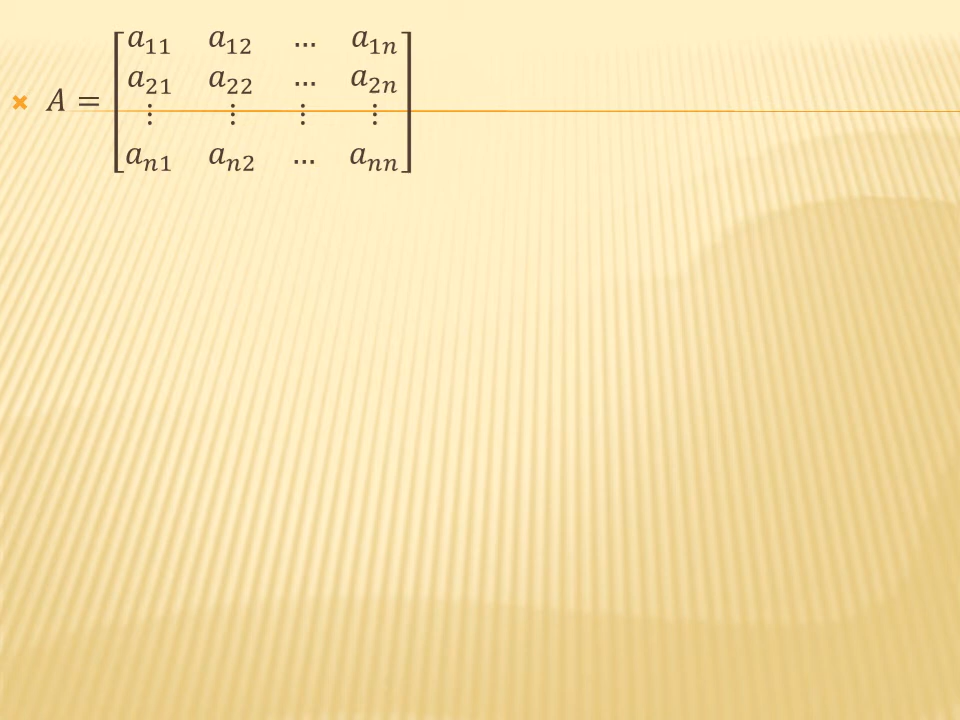 A = [a₁₁ a₁₂ … a₁ₙ
a₂₁ a₂₂ … a₂ₙ
⋮ ⋮ ⋮ ⋮
aₙ₁ aₙ₂ … aₙₙ]